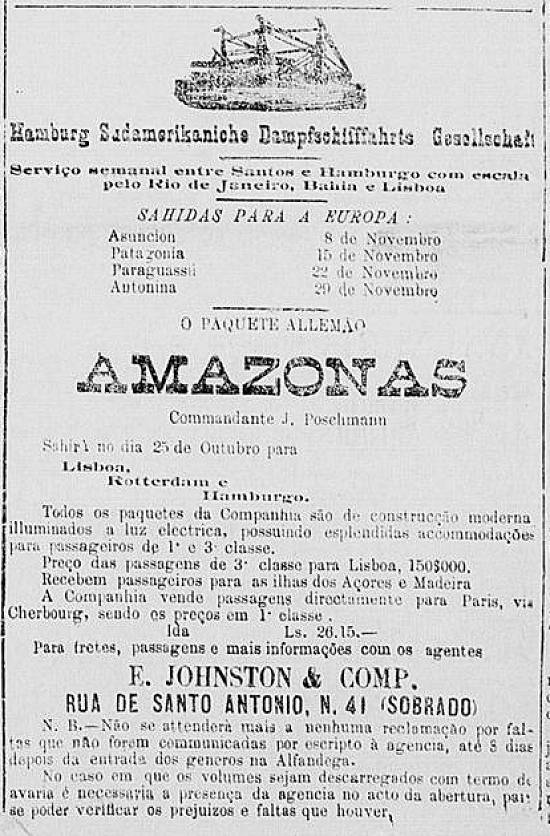 Hamburg Sudamerikaniche Dampfschifffahrts Gesellschaft
Serviço semanal entre Santos e Hamburgo com escala
pelo Rio de Janeiro, Bahia e Lisboa
SAHIDAS PARA A EUROPA :
Asuncion 8 de Novembro
Patagonia 15 de Novembro
Paraguassú 22 de Novembro
Antonina 29 de Novembro
O PAQUETE ALLEMÃO
AMAZONAS
Commandante J. Poschmann
Sahirá no dia 25 de Outubro para
Lisboa,
Rotterdam e
Hamburgo.
Todos os paquetes da Companhia são de construcção moderna
illuminados a luz electrica, possuindo esplendidas accommodações
para passageiros de 1ª e 3ª classe.
Preço das passagens de 3ª classe para Lisboa, 150$000.
Recebem passageiros para as ilhas dos Açores e Madeira
A Companhia vende passagens directamente para Paris, via
Cherbourg, sendo os preços em 1ª classe.
Ida Ls. 26.15.—
Para fretes, passagens e mais informações com os agentes
E. JOHNSTON & COMP.
RUA DE SANTO ANTONIO, N. 41 (SOBRADO)
N. B.—Não se attenderá mais a nenhuma reclamação por fal-
tas que não forem communicadas por escripto à agencia, até 8 dias
depois da entrada dos generos na Alfandega.
No caso em que os volumes sejam descarregados com termo de
avaria é necessaria a presença da agencia no acto da abertura, para
se poder verificar os prejuizos e faltas que houver,